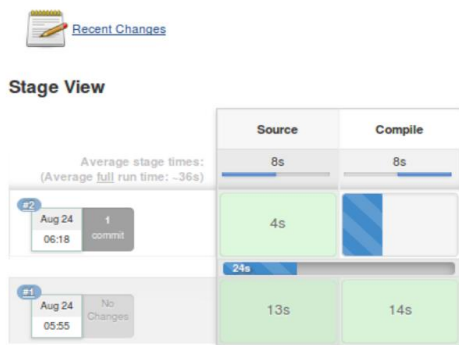 Recent Changes
Stage View
Source Compile
Average stage times: 8s 8s
(Average full run time: ~36s)
#2
Aug 24
06:18
1
commit
4s
24s
#1
Aug 24
05:55
No
Changes
13s 14s